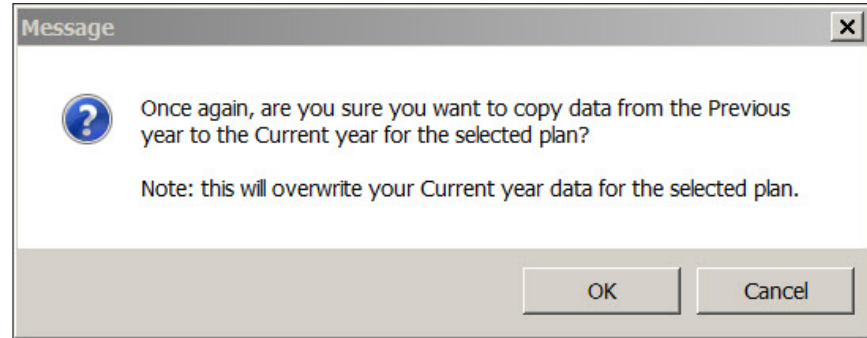 Message
Once again, are you sure you want to copy data from the Previous
year to the Current year for the selected plan?
Note: this will overwrite your Current year data for the selected plan.
OK
Cancel